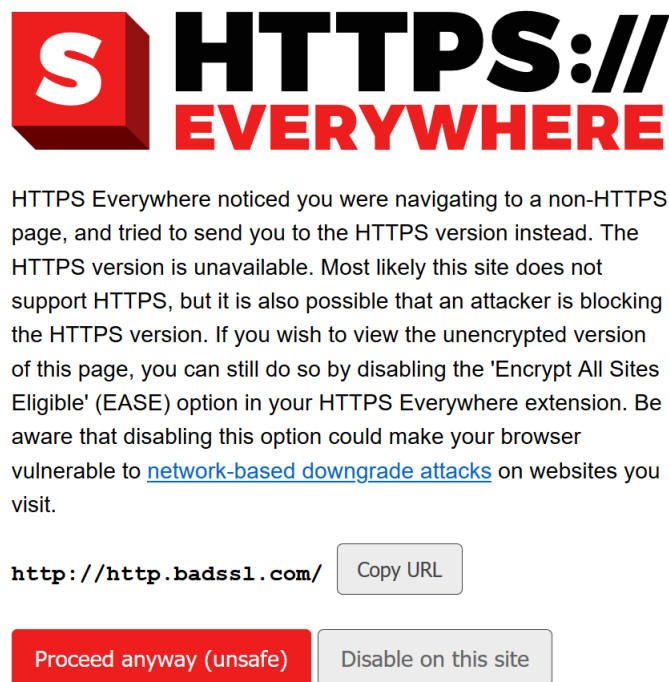 S HTTPS://
EVERYWHERE
HTTPS Everywhere noticed you were navigating to a non-HTTPS
page, and tried to send you to the HTTPS version instead. The
HTTPS version is unavailable. Most likely this site does not
support HTTPS, but it is also possible that an attacker is blocking
the HTTPS version. If you wish to view the unencrypted version
of this page, you can still do so by disabling the 'Encrypt All Sites
Eligible' (EASE) option in your HTTPS Everywhere extension. Be
aware that disabling this option could make your browser
vulnerable to network-based downgrade attacks on websites you
visit.
http://http.badssl.com/ Copy URL
Proceed anyway (unsafe) Disable on this site